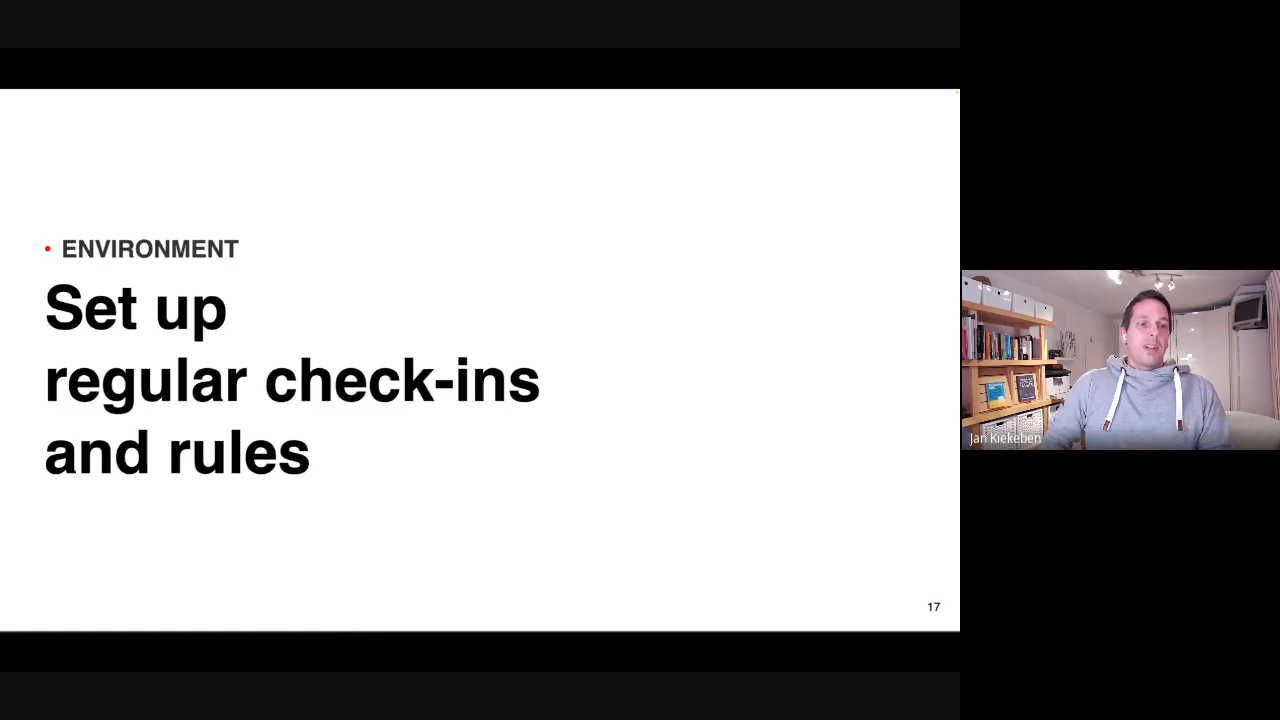 • ENVIRONMENT
Set up
regular check-ins
and rules
17
Jan Kiekeben